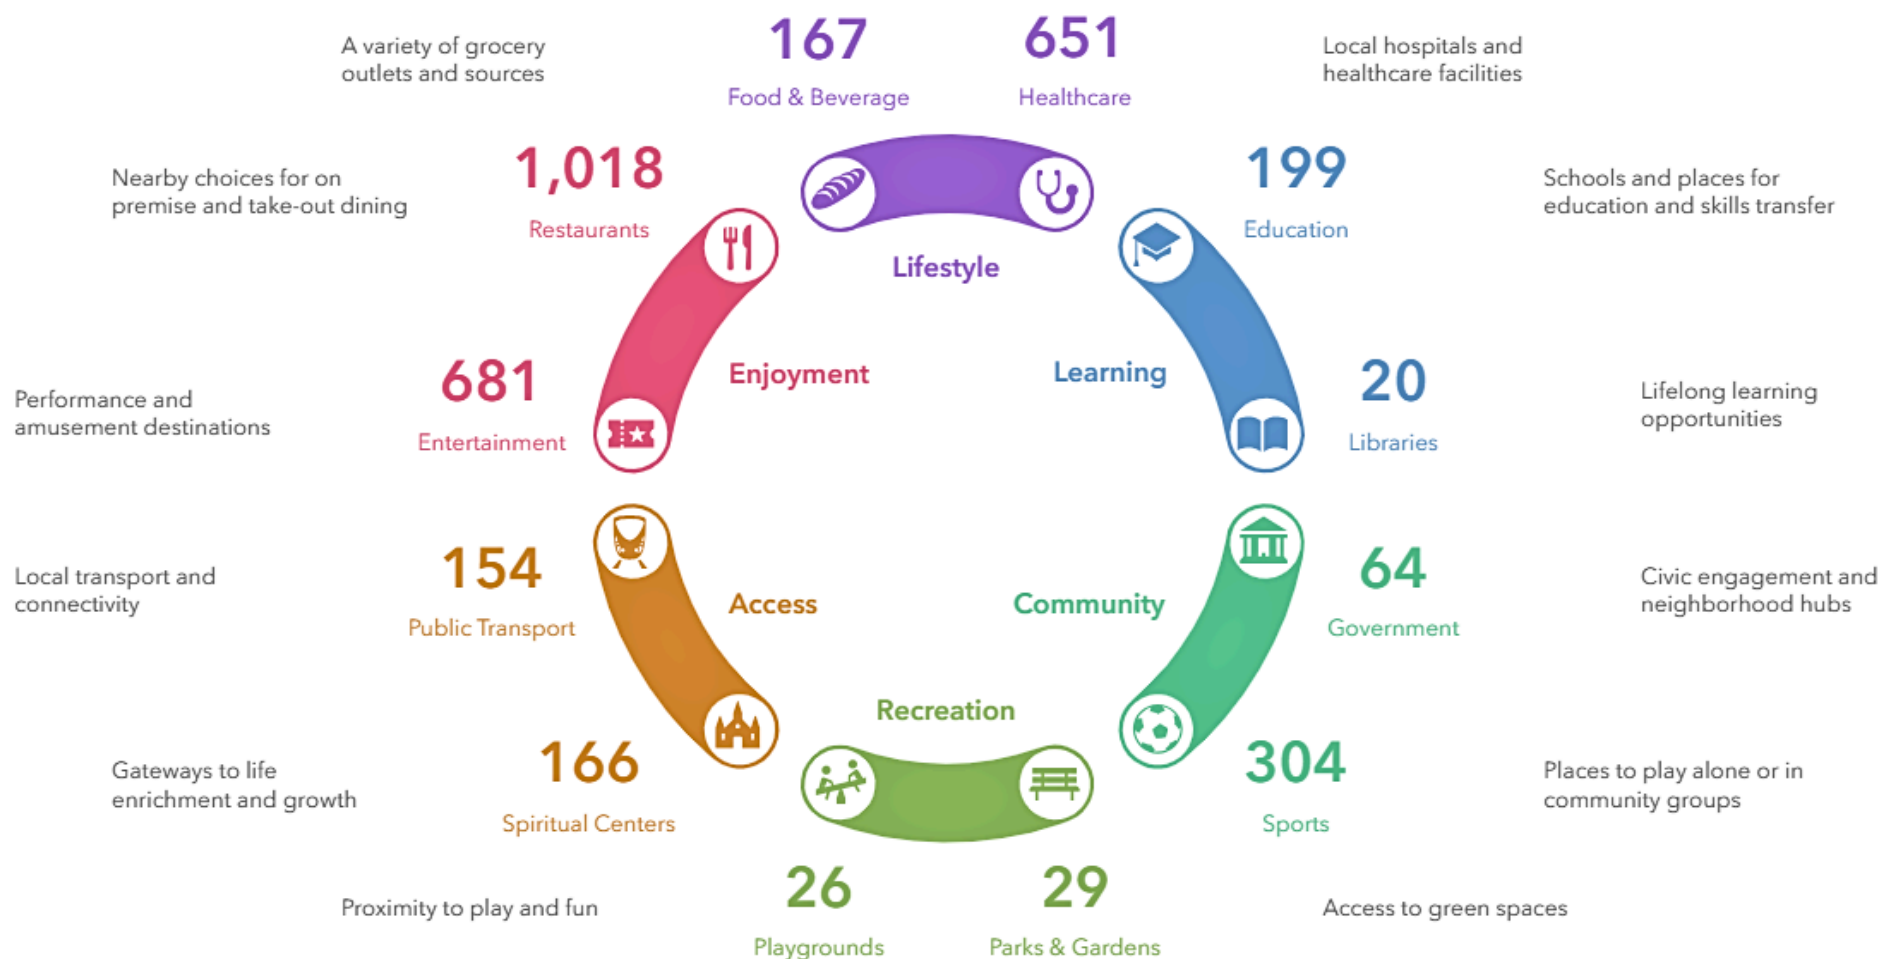 167
Food & Beverage
A variety of grocery
outlets and sources
651
Healthcare
Local hospitals and
healthcare facilities
1,018
Restaurants
Nearby choices for on
premise and take-out dining
199
Education
Schools and places for
education and skills transfer
Lifestyle
Enjoyment
Learning
681
Entertainment
Performance and
amusement destinations
20
Libraries
Lifelong learning
opportunities
154
Public Transport
Local transport and
connectivity
Access
Community
64
Government
Civic engagement and
neighborhood hubs
Recreation
166
Spiritual Centers
Gateways to life
enrichment and growth
304
Sports
Places to play alone or in
community groups
26
Playgrounds
Proximity to play and fun
29
Parks & Gardens
Access to green spaces